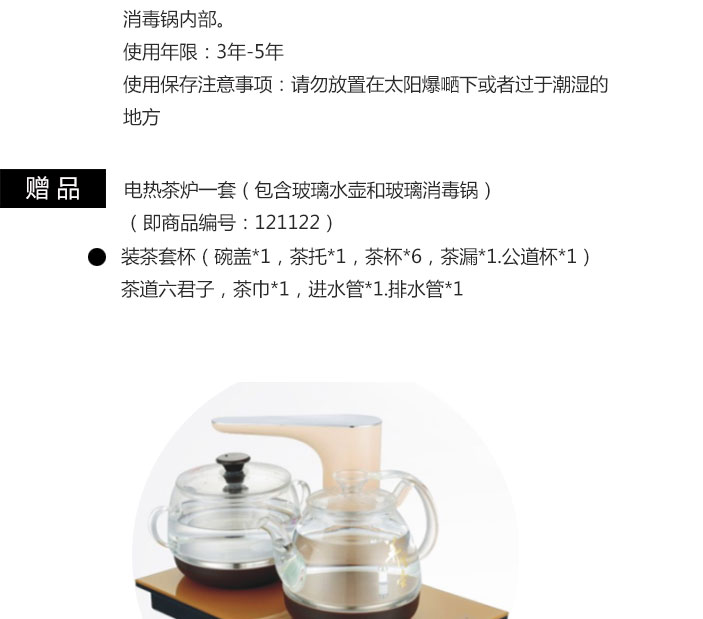 消毒锅内部。
使用年限：3年-5年
使用保存注意事项：请勿放置在太阳爆嗮下或者过于潮湿的
地方
赠品 电热茶炉一套（包含玻璃水壶和玻璃消毒锅）
（即商品编号：121122）
装茶套杯（碗盖*1，茶托*1，茶杯*6，茶漏*1.公道杯*1）
茶道六君子，茶巾*1，进水管*1.排水管*1